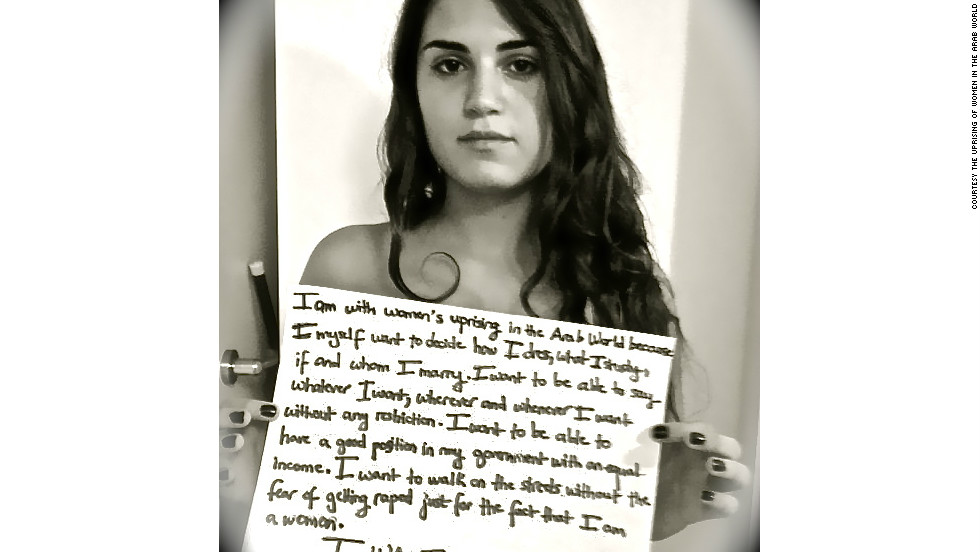 I am with women's uprising in the Arab World because
I myself want to decide how I dres, what I study,
if and whom I marry. I want to be able to say
whatever I want, wherever and whenever I want
without any restriction. I want to be able to
have a good position in my government with an equal
income. I want to walk on the streets without the
fear of getting raped just for the fact that I am
a woman.
COURTESY THE UPRISING OF WOMEN IN THE ARAB WORLD